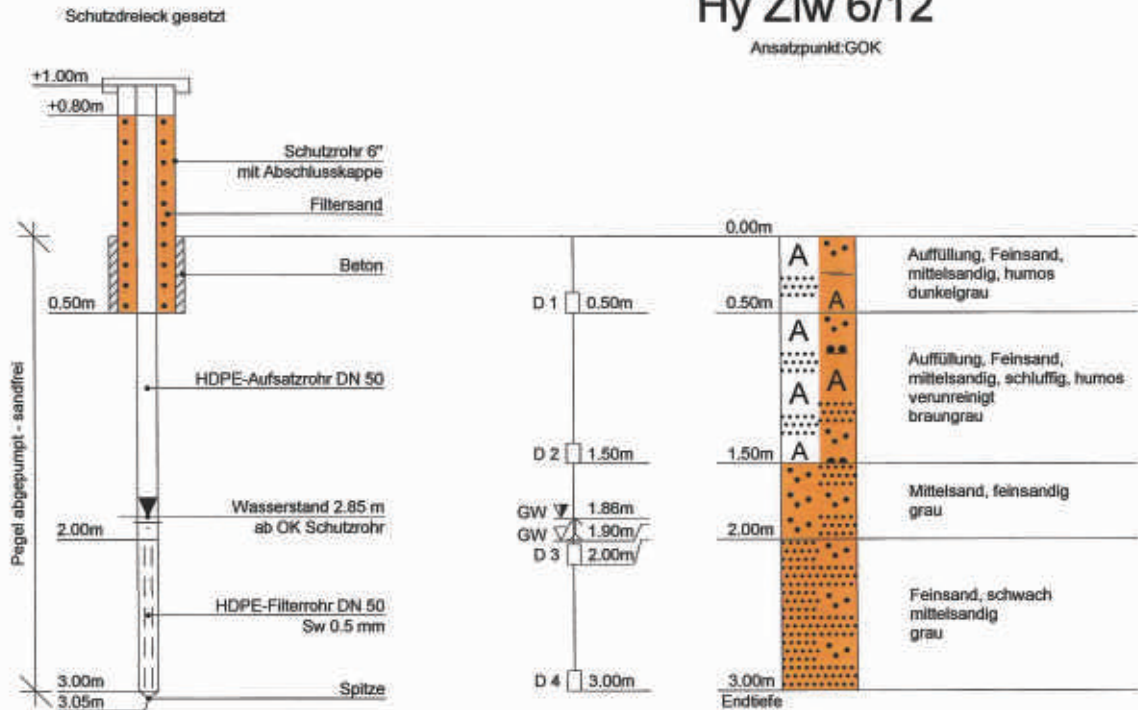 Schutzdreieck gesetzt
Hy Zlw 6/12
Ansatzpunkt:GOK
+1.00m
+0.80m
Schutzrohr 6"
mit Abschlusskappe
Filtersand
Beton
0.50m
HDPE-Aufsatzrohr DN 50
Wasserstand 2.85 m
ab OK Schutzrohr
2.00m
HDPE-Filterrohr DN 50
Sw 0.5 mm
3.00m
3.05m
Spitze
Pegel abgepumpt - sandfrei
D 1 0.50m
D 2 1.50m
GW 1.86m
GW 1.90m
D 3 2.00m
D 4 3.00m
0.00m
A
Auffüllung, Feinsand,
mittelsandig, humos
dunkelgrau
0.50m
A
A
Auffüllung, Feinsand,
mittelsandig, schluffig, humos
verunreinigt
braungrau
A
A
1.50m
A
Mittelsand, feinsandig
grau
2.00m
Feinsand, schwach
mittelsandig
grau
3.00m
Endtiefe